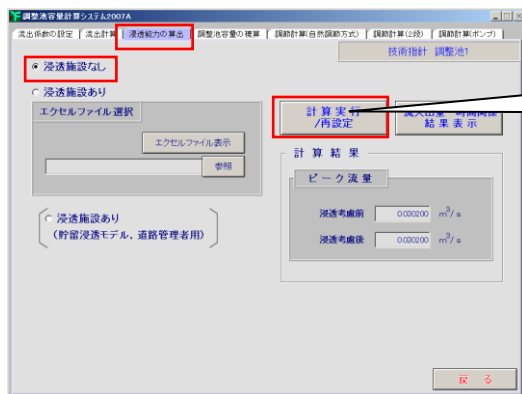 調整池容量計算システム2007A
流出係数の設定 流出計算 浸透能力の算出 調整池容量の概算 調節計算(自然調節方式) 調節計算(2段) 調節計算(ポンプ)
技術指針 調整池1
浸透施設なし
浸透施設あり
エクセルファイル選択
エクセルファイル表示
参照
浸透施設あり
(貯留浸透モデル，道路管理者用)
計算実行
/再設定
結果表示
計算結果
ピーク流量
浸透考慮前 0.030200 m³/s
浸透考慮後 0.030200 m³/s
戻る